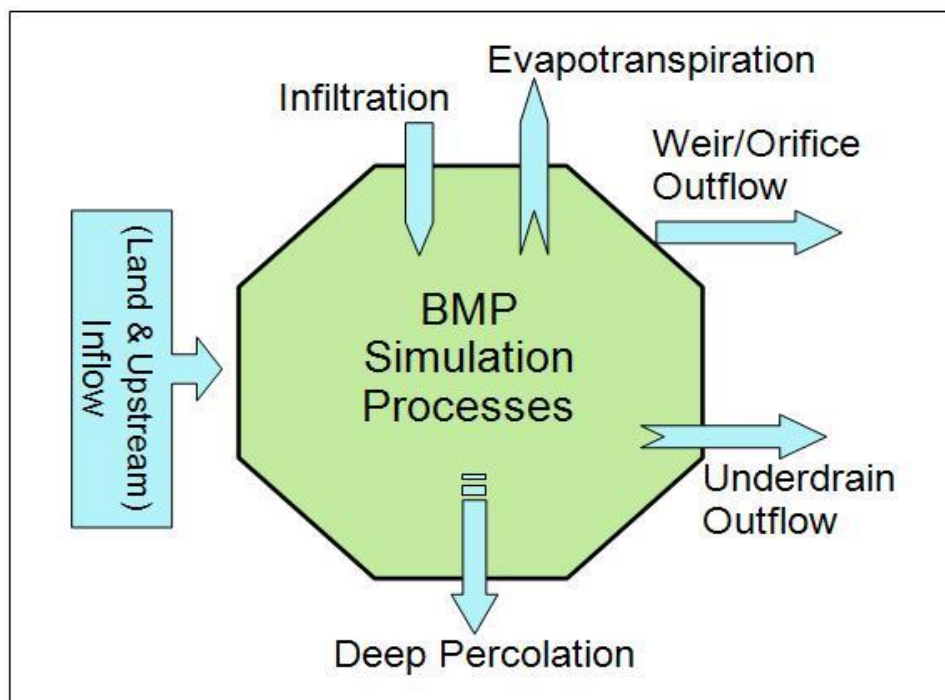 Evapotranspiration
Infiltration
Weir/Orifice
Outflow
(Land & Upstream)
Inflow
BMP
Simulation
Processes
Underdrain
Outflow
Deep Percolation